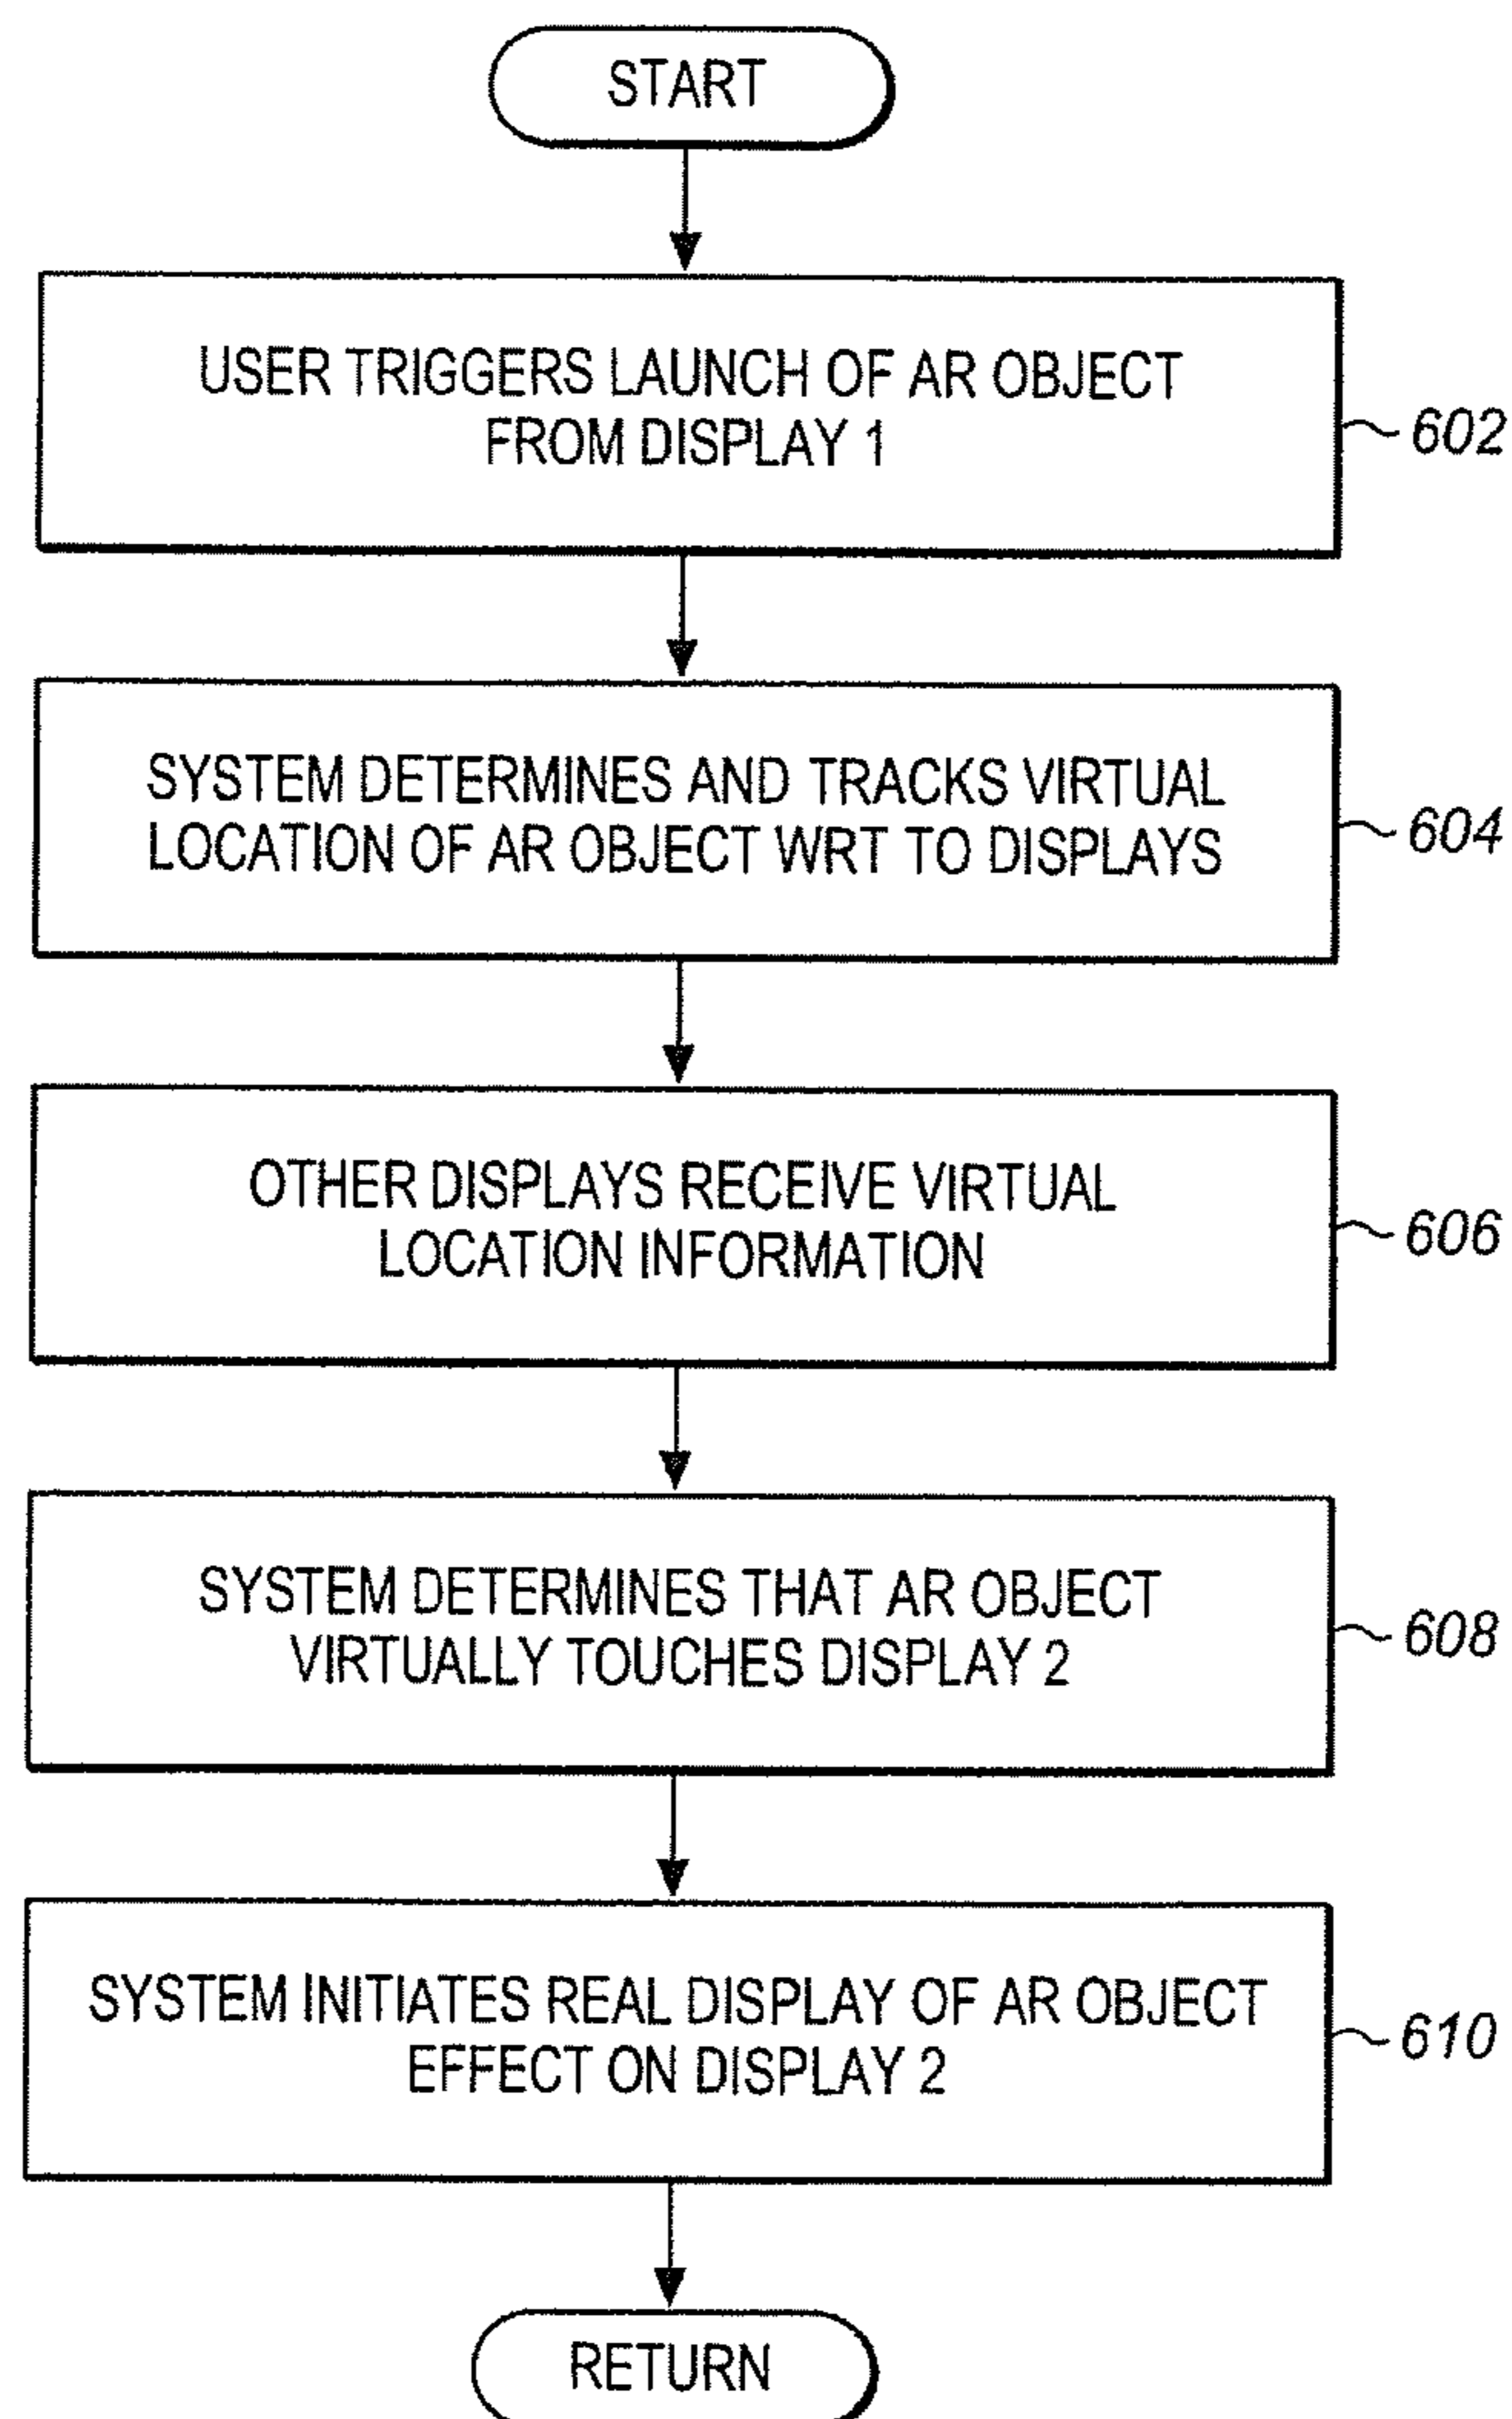 START
USER TRIGGERS LAUNCH OF AR OBJECT
FROM DISPLAY 1
602
SYSTEM DETERMINES AND TRACKS VIRTUAL
LOCATION OF AR OBJECT WRT TO DISPLAYS
604
OTHER DISPLAYS RECEIVE VIRTUAL
LOCATION INFORMATION
606
SYSTEM DETERMINES THAT AR OBJECT
VIRTUALLY TOUCHES DISPLAY 2
608
SYSTEM INITIATES REAL DISPLAY OF AR OBJECT
EFFECT ON DISPLAY 2
610
RETURN